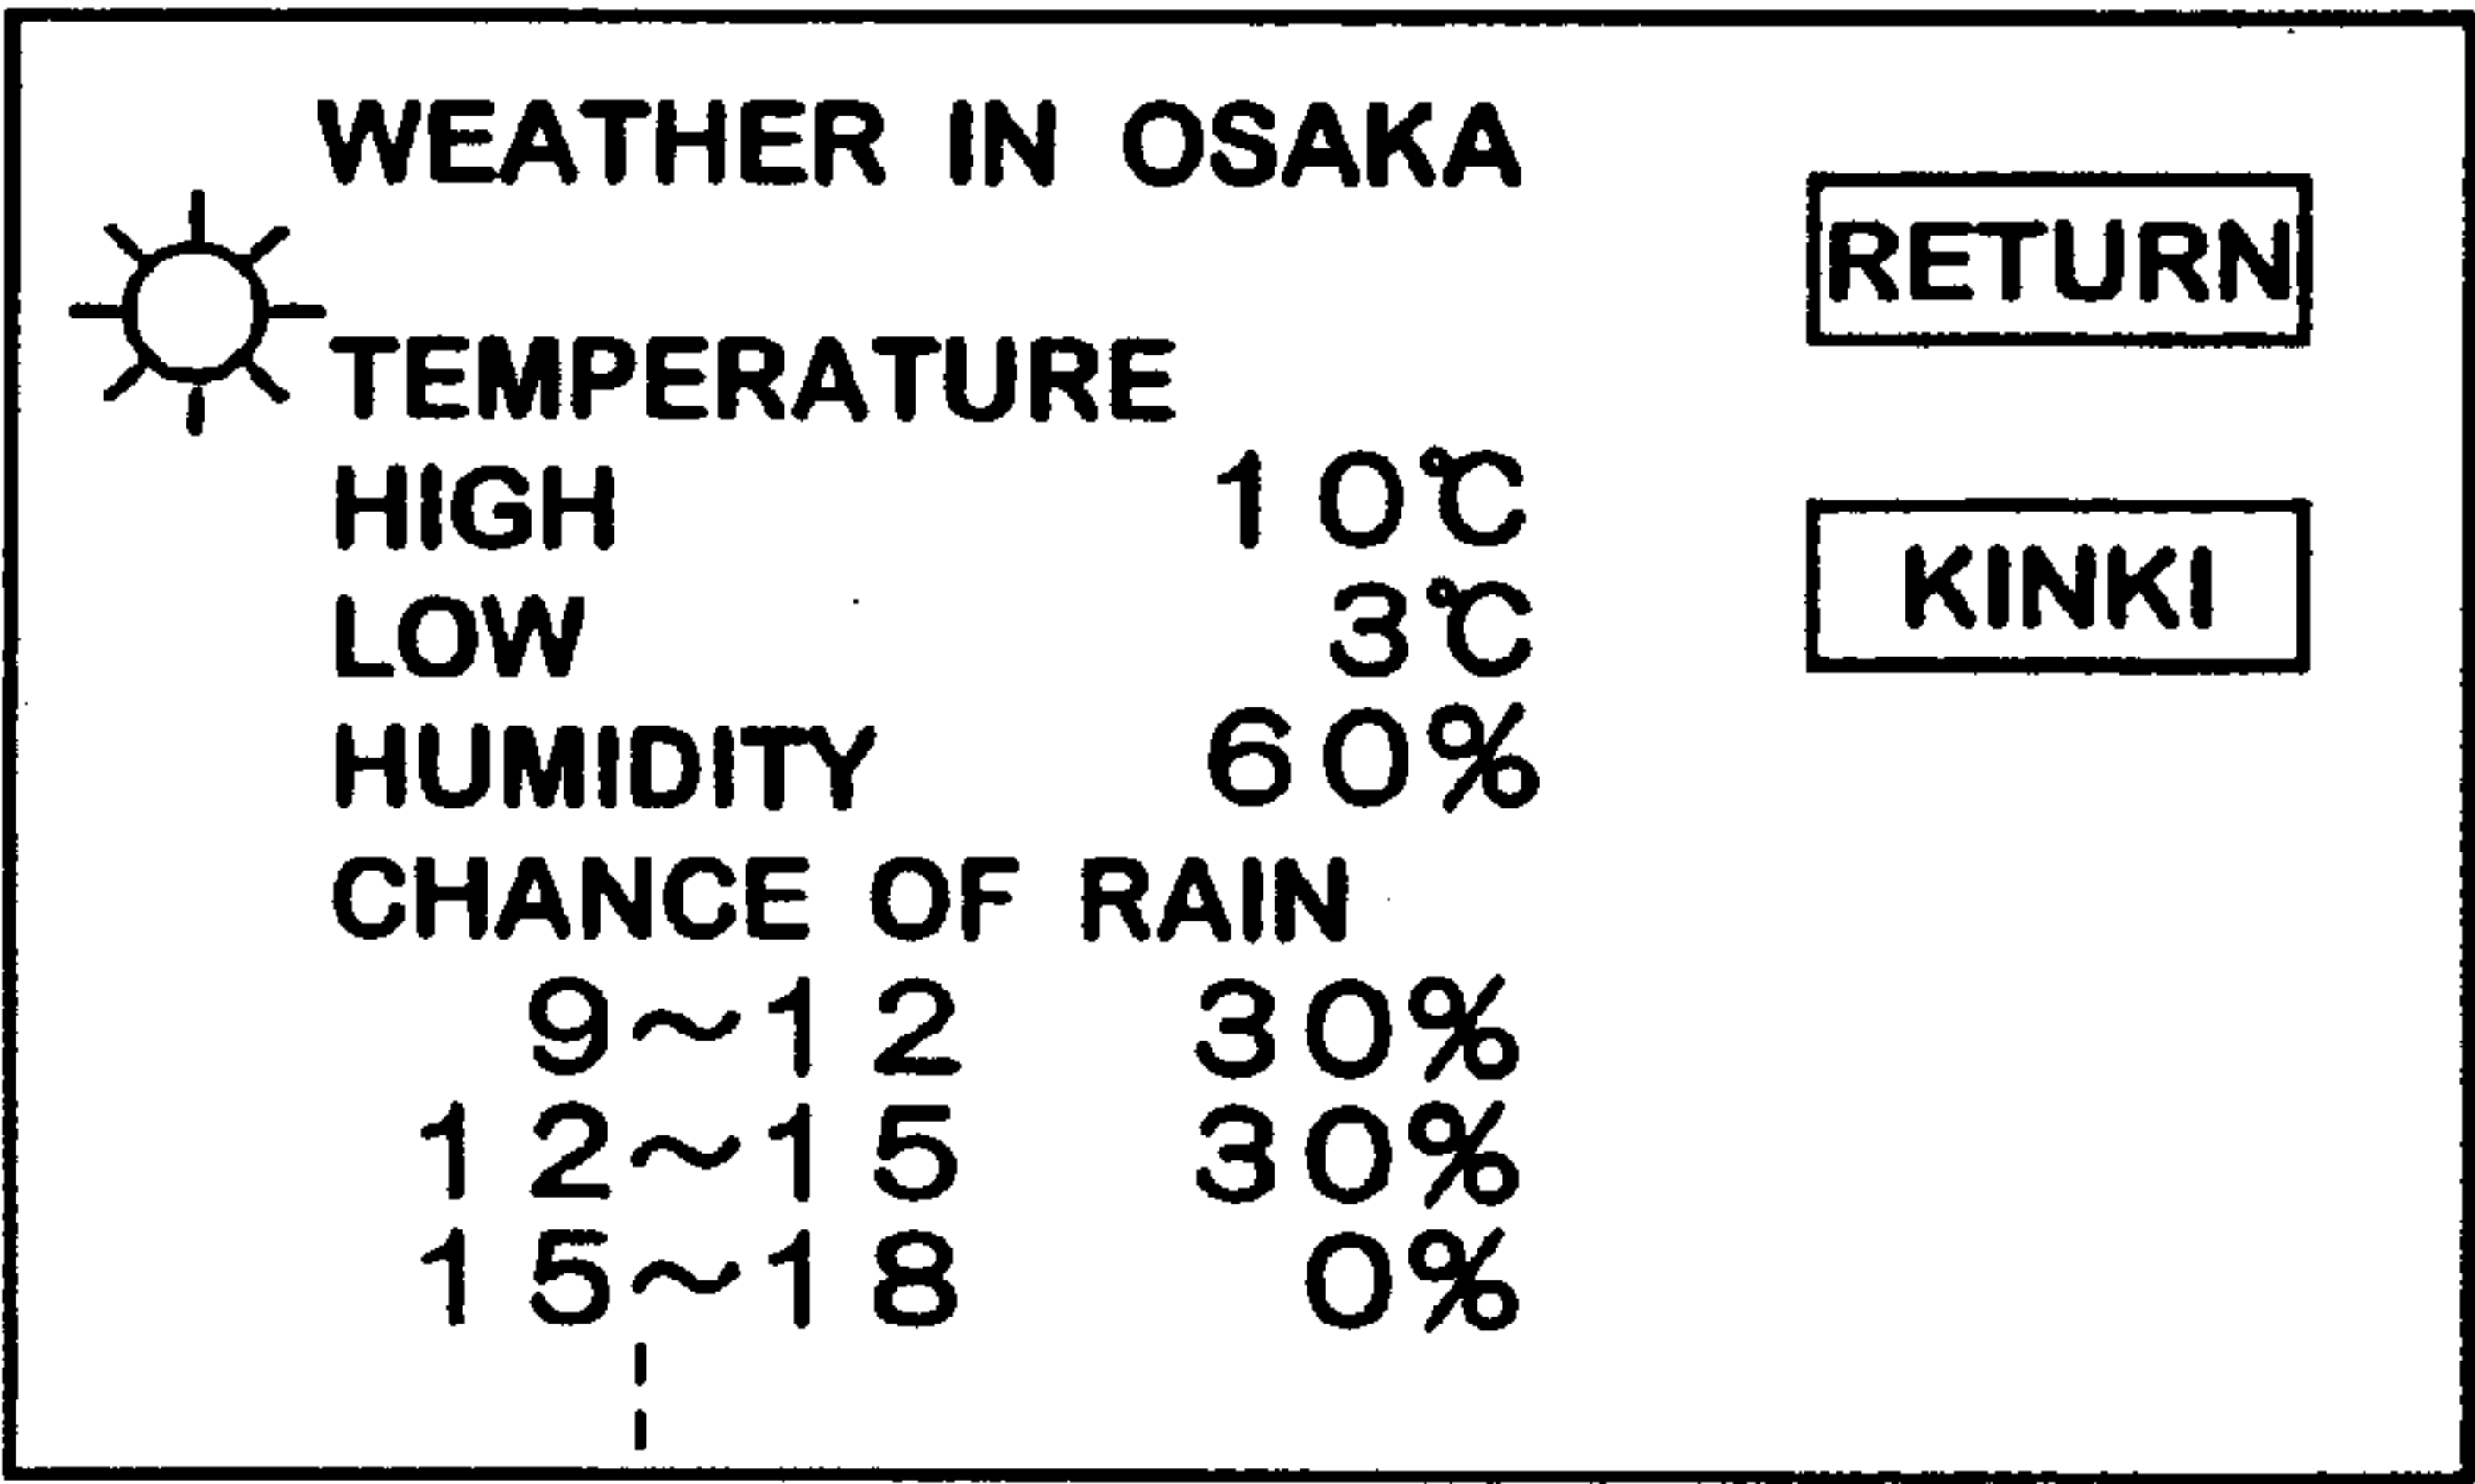 WEATHER IN OSAKA
RETURN
TEMPERATURE
HIGH 10℃
LOW 3℃
KINKI
HUMIDITY 60%
CHANCE OF RAIN
9~12 30%
12~15 30%
15~18 0%